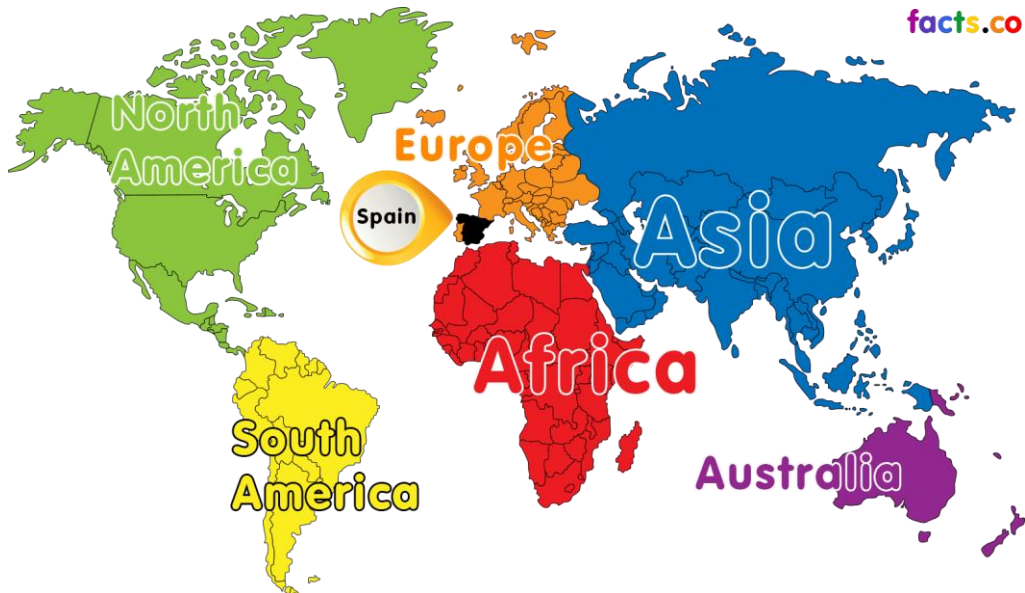 facts.co
North
America
Europe
Spain
Asia
Africa
South
America
Australia